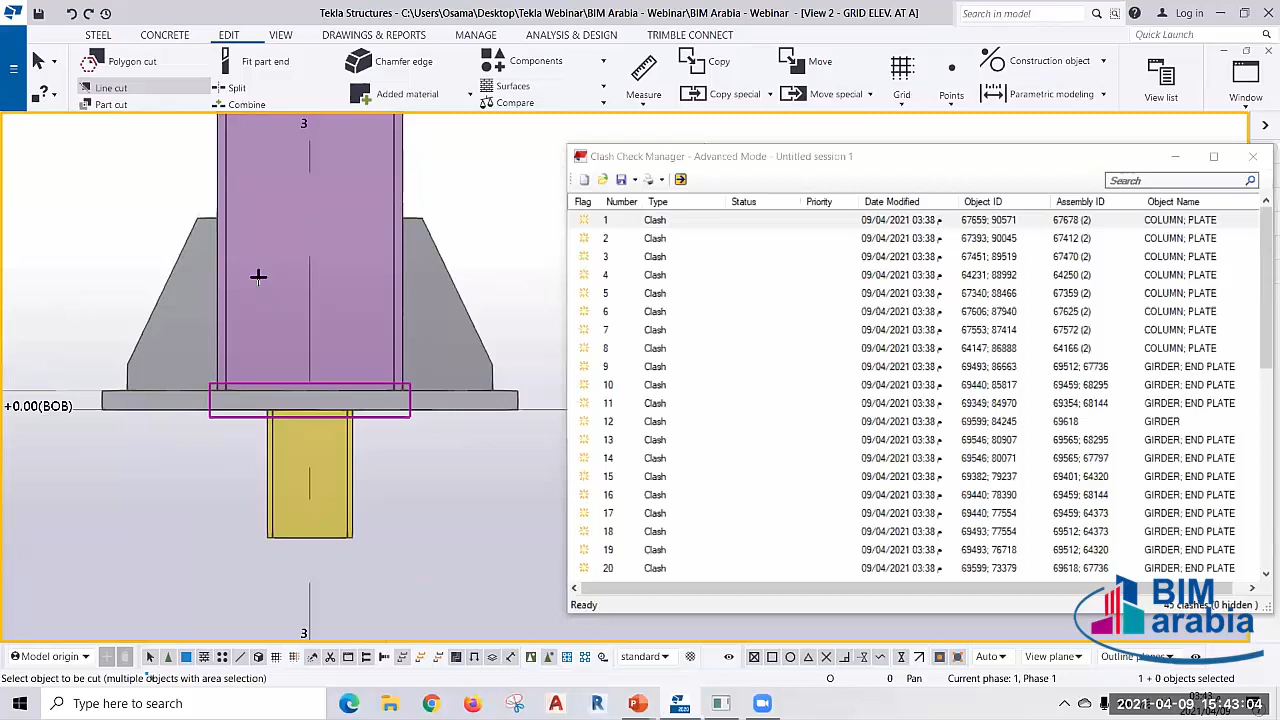 Tekla Structures - C:\Users\osama\Desktop\Tekla Webinar\BIM Arabia - Webinar\BIM Arabia - Webinar - [View 2 - GRID 3 AT A]
Search in model
Log in
STEEL CONCRETE EDIT VIEW DRAWINGS & REPORTS MANAGE ANALYSIS & DESIGN TRIMBLE CONNECT
Quick Launch
Polygon cut
Line cut
Part cut
Fit part end
Split
Combine
Chamfer edge
Added material
Components
Surfaces
Compare
Measure
Copy
Copy special
Move
Move special
Grid
Points
Construction object
Parametric modeling
View list
Window
3
+0.00(BOB)
3
Clash Check Manager - Advanced Mode - Untitled session 1
Search
Flag Number Type Status Priority Date Modified Object ID Assembly ID Object Name
1 Clash 09/04/2021 03:38 م 67659; 90571 67678 (2) COLUMN; PLATE
2 Clash 09/04/2021 03:38 م 67393; 90045 67412 (2) COLUMN; PLATE
3 Clash 09/04/2021 03:38 م 67451; 89519 67470 (2) COLUMN; PLATE
4 Clash 09/04/2021 03:38 م 64231; 88992 64250 (2) COLUMN; PLATE
5 Clash 09/04/2021 03:38 م 67340; 88466 67359 (2) COLUMN; PLATE
6 Clash 09/04/2021 03:38 م 67606; 87940 67625 (2) COLUMN; PLATE
7 Clash 09/04/2021 03:38 م 67553; 87414 67572 (2) COLUMN; PLATE
8 Clash 09/04/2021 03:38 م 64147; 86888 64166 (2) COLUMN; PLATE
9 Clash 09/04/2021 03:38 م 69493; 86663 69512; 67736 GIRDER; END PLATE
10 Clash 09/04/2021 03:38 م 69440; 85817 69459; 68295 GIRDER; END PLATE
11 Clash 09/04/2021 03:38 م 69349; 84970 69354; 68144 GIRDER; END PLATE
12 Clash 09/04/2021 03:38 م 69599; 84245 69618 GIRDER
13 Clash 09/04/2021 03:38 م 69546; 80907 69565; 68295 GIRDER; END PLATE
14 Clash 09/04/2021 03:38 م 69546; 80071 69565; 67797 GIRDER; END PLATE
15 Clash 09/04/2021 03:38 م 69382; 79237 69401; 64320 GIRDER; END PLATE
16 Clash 09/04/2021 03:38 م 69440; 78390 69459; 68144 GIRDER; END PLATE
17 Clash 09/04/2021 03:38 م 69440; 77554 69459; 64373 GIRDER; END PLATE
18 Clash 09/04/2021 03:38 م 69493; 77554 69512; 64373 GIRDER; END PLATE
19 Clash 09/04/2021 03:38 م 69493; 76718 69512; 64320 GIRDER; END PLATE
20 Clash 09/04/2021 03:38 م 69599; 73379 69618; 67736 GIRDER; END PLATE
Ready
clashes (0 hidden)
BIM
arabia
Model origin
standard
Auto
View plane
Outline planes
Select object to be cut (multiple objects with area selection)
O 0 Pan Current phase: 1, Phase 1 1 + 0 objects selected
Type here to search
2021-04-09 15:43:04